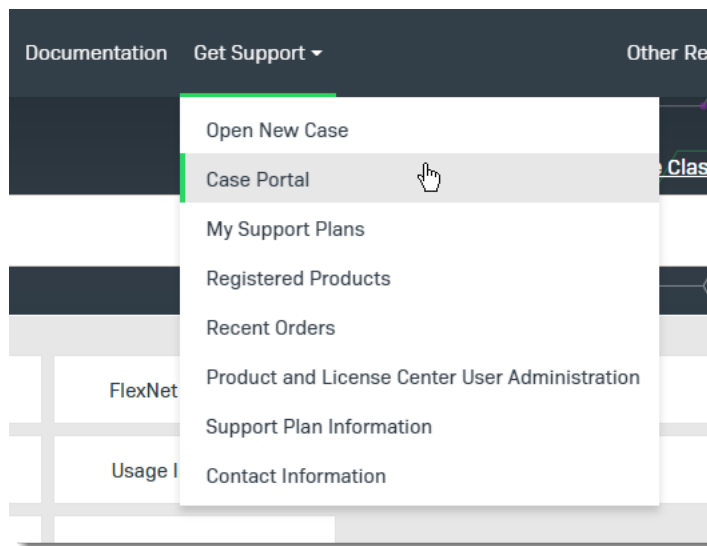 Documentation Get Support Other Re
Open New Case
Clas
Case Portal
My Support Plans
Registered Products
Recent Orders
Product and License Center User Administration
FlexNet
Support Plan Information
Usage I
Contact Information